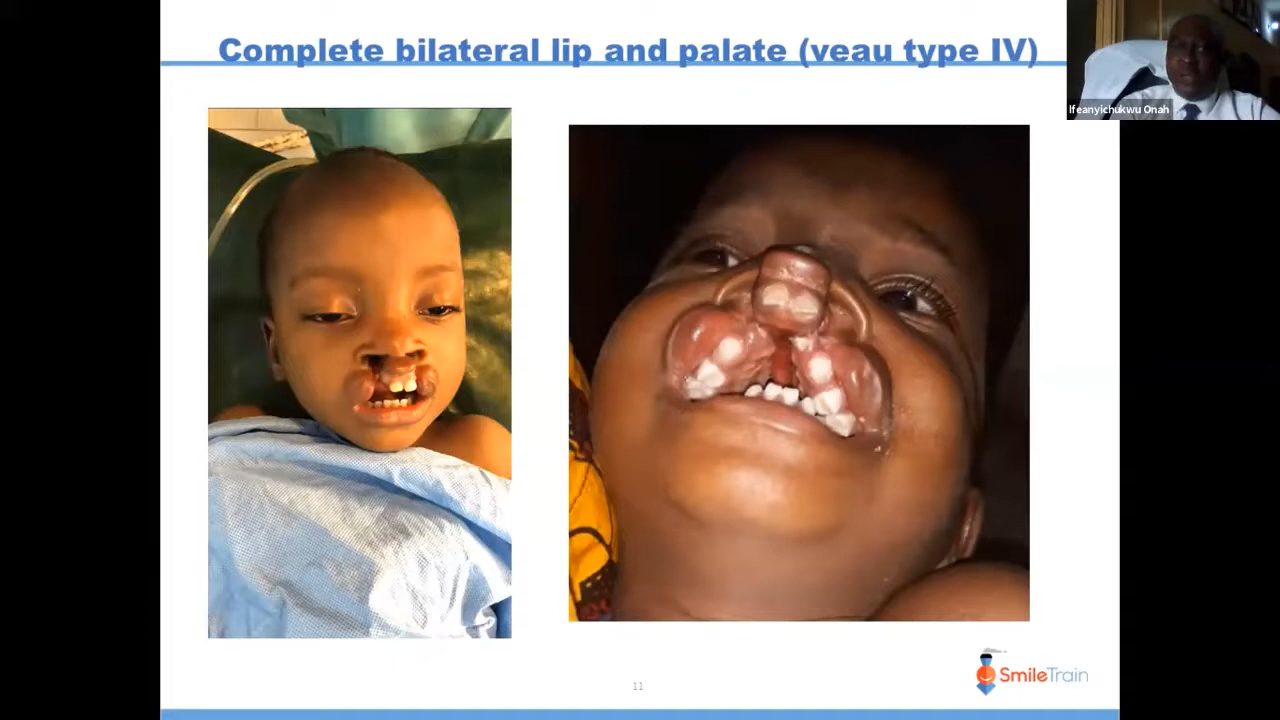 Complete bilateral lip and palate (veau type IV)
Ifeanyichukwu Onah
11
SmileTrain